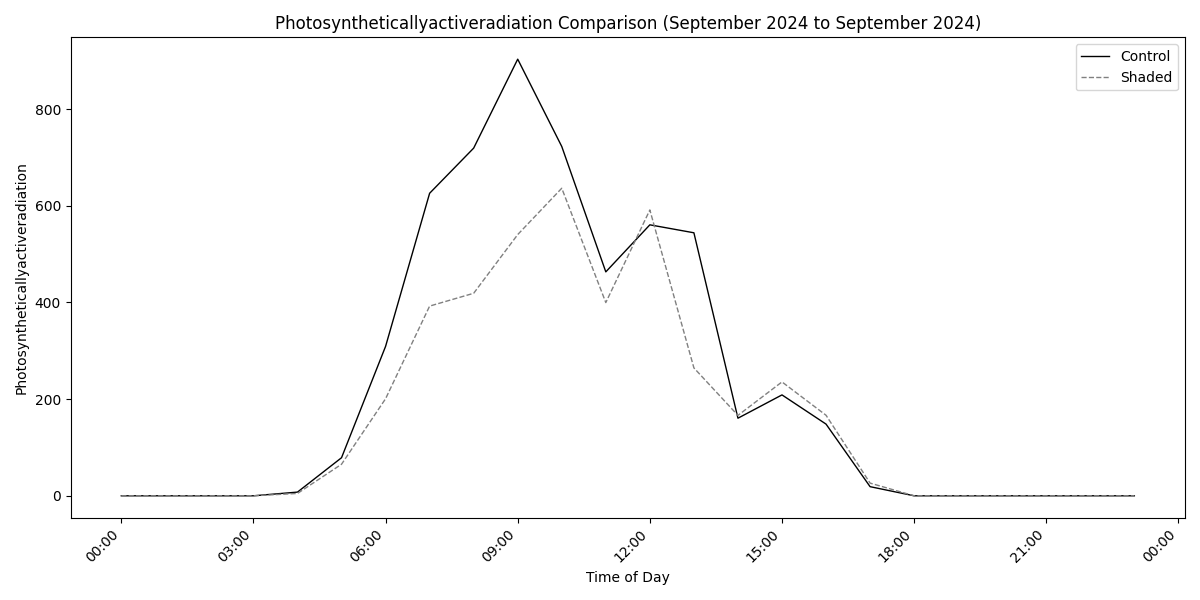 Photosyntheticallyactiveradiation Comparison (September 2024 to September 2024)
Control
Shaded
Photosyntheticallyactiveradiation
800
600
400
200
0
00:00
03:00
06:00
09:00
12:00
15:00
18:00
21:00
00:00
Time of Day